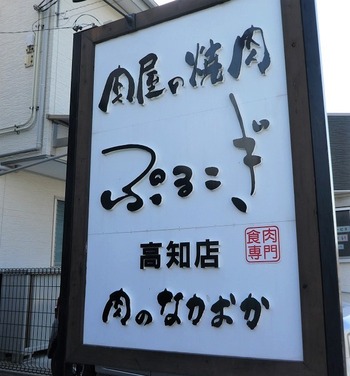 肉屋の焼肉
ぷるこぎ
高知店
肉食専門
肉のなかおか